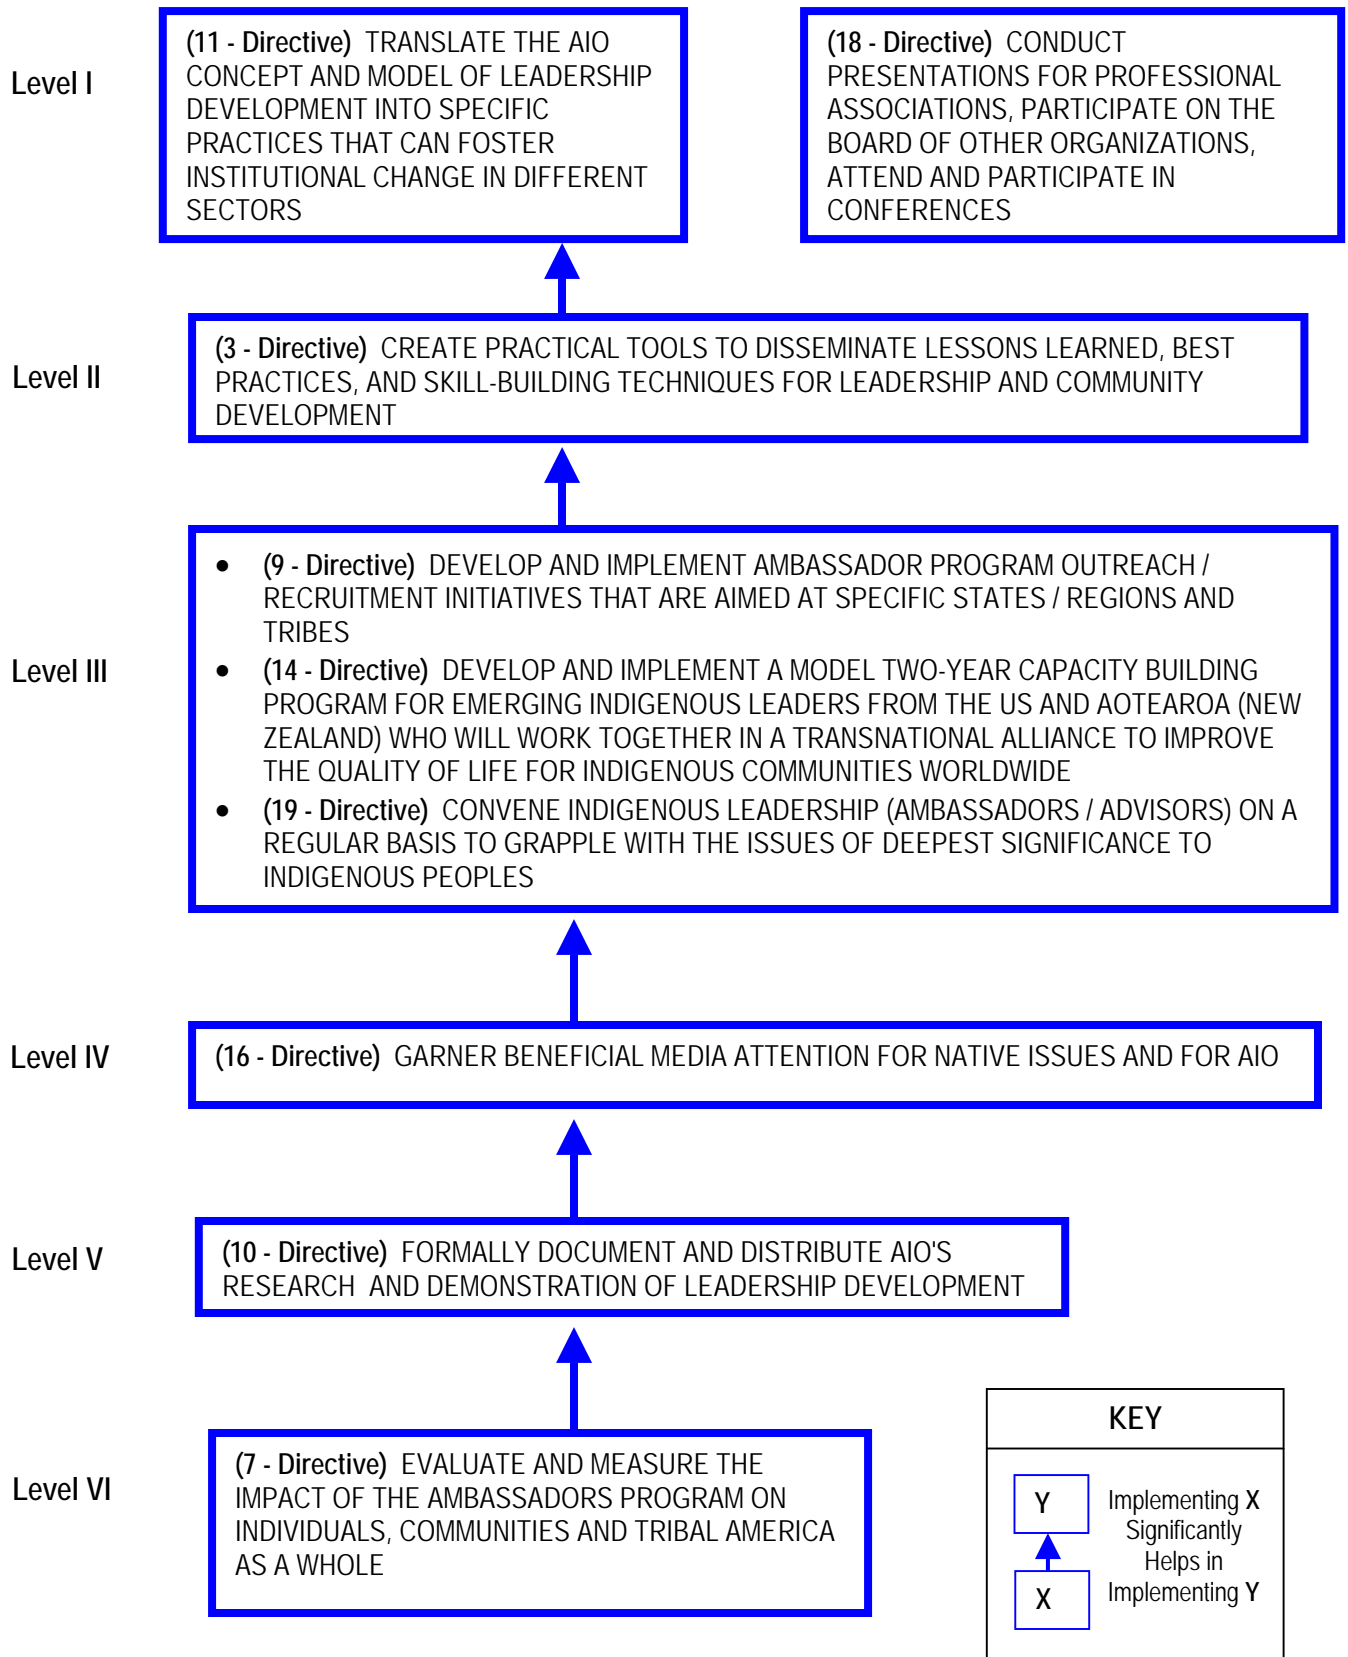 Level I
(11 - Directive) TRANSLATE THE AIO
CONCEPT AND MODEL OF LEADERSHIP
DEVELOPMENT INTO SPECIFIC
PRACTICES THAT CAN FOSTER
INSTITUTIONAL CHANGE IN DIFFERENT
SECTORS
(18 - Directive) CONDUCT
PRESENTATIONS FOR PROFESSIONAL
ASSOCIATIONS, PARTICIPATE ON THE
BOARD OF OTHER ORGANIZATIONS,
ATTEND AND PARTICIPATE IN
CONFERENCES
Level II
(3 - Directive) CREATE PRACTICAL TOOLS TO DISSEMINATE LESSONS LEARNED, BEST
PRACTICES, AND SKILL-BUILDING TECHNIQUES FOR LEADERSHIP AND COMMUNITY
DEVELOPMENT
Level III
• (9 - Directive) DEVELOP AND IMPLEMENT AMBASSADOR PROGRAM OUTREACH /
RECRUITMENT INITIATIVES THAT ARE AIMED AT SPECIFIC STATES / REGIONS AND
TRIBES
• (14 - Directive) DEVELOP AND IMPLEMENT A MODEL TWO-YEAR CAPACITY BUILDING
PROGRAM FOR EMERGING INDIGENOUS LEADERS FROM THE US AND AOTEAROA (NEW
ZEALAND) WHO WILL WORK TOGETHER IN A TRANSNATIONAL ALLIANCE TO IMPROVE
THE QUALITY OF LIFE FOR INDIGENOUS COMMUNITIES WORLDWIDE
• (19 - Directive) CONVENE INDIGENOUS LEADERSHIP (AMBASSADORS / ADVISORS) ON A
REGULAR BASIS TO GRAPPLE WITH THE ISSUES OF DEEPEST SIGNIFICANCE TO
INDIGENOUS PEOPLES
Level IV
(16 - Directive) GARNER BENEFICIAL MEDIA ATTENTION FOR NATIVE ISSUES AND FOR AIO
Level V
(10 - Directive) FORMALLY DOCUMENT AND DISTRIBUTE AIO'S
RESEARCH AND DEMONSTRATION OF LEADERSHIP DEVELOPMENT
Level VI
(7 - Directive) EVALUATE AND MEASURE THE
IMPACT OF THE AMBASSADORS PROGRAM ON
INDIVIDUALS, COMMUNITIES AND TRIBAL AMERICA
AS A WHOLE
KEY
Y
X
Implementing X
Significantly
Helps in
Implementing Y